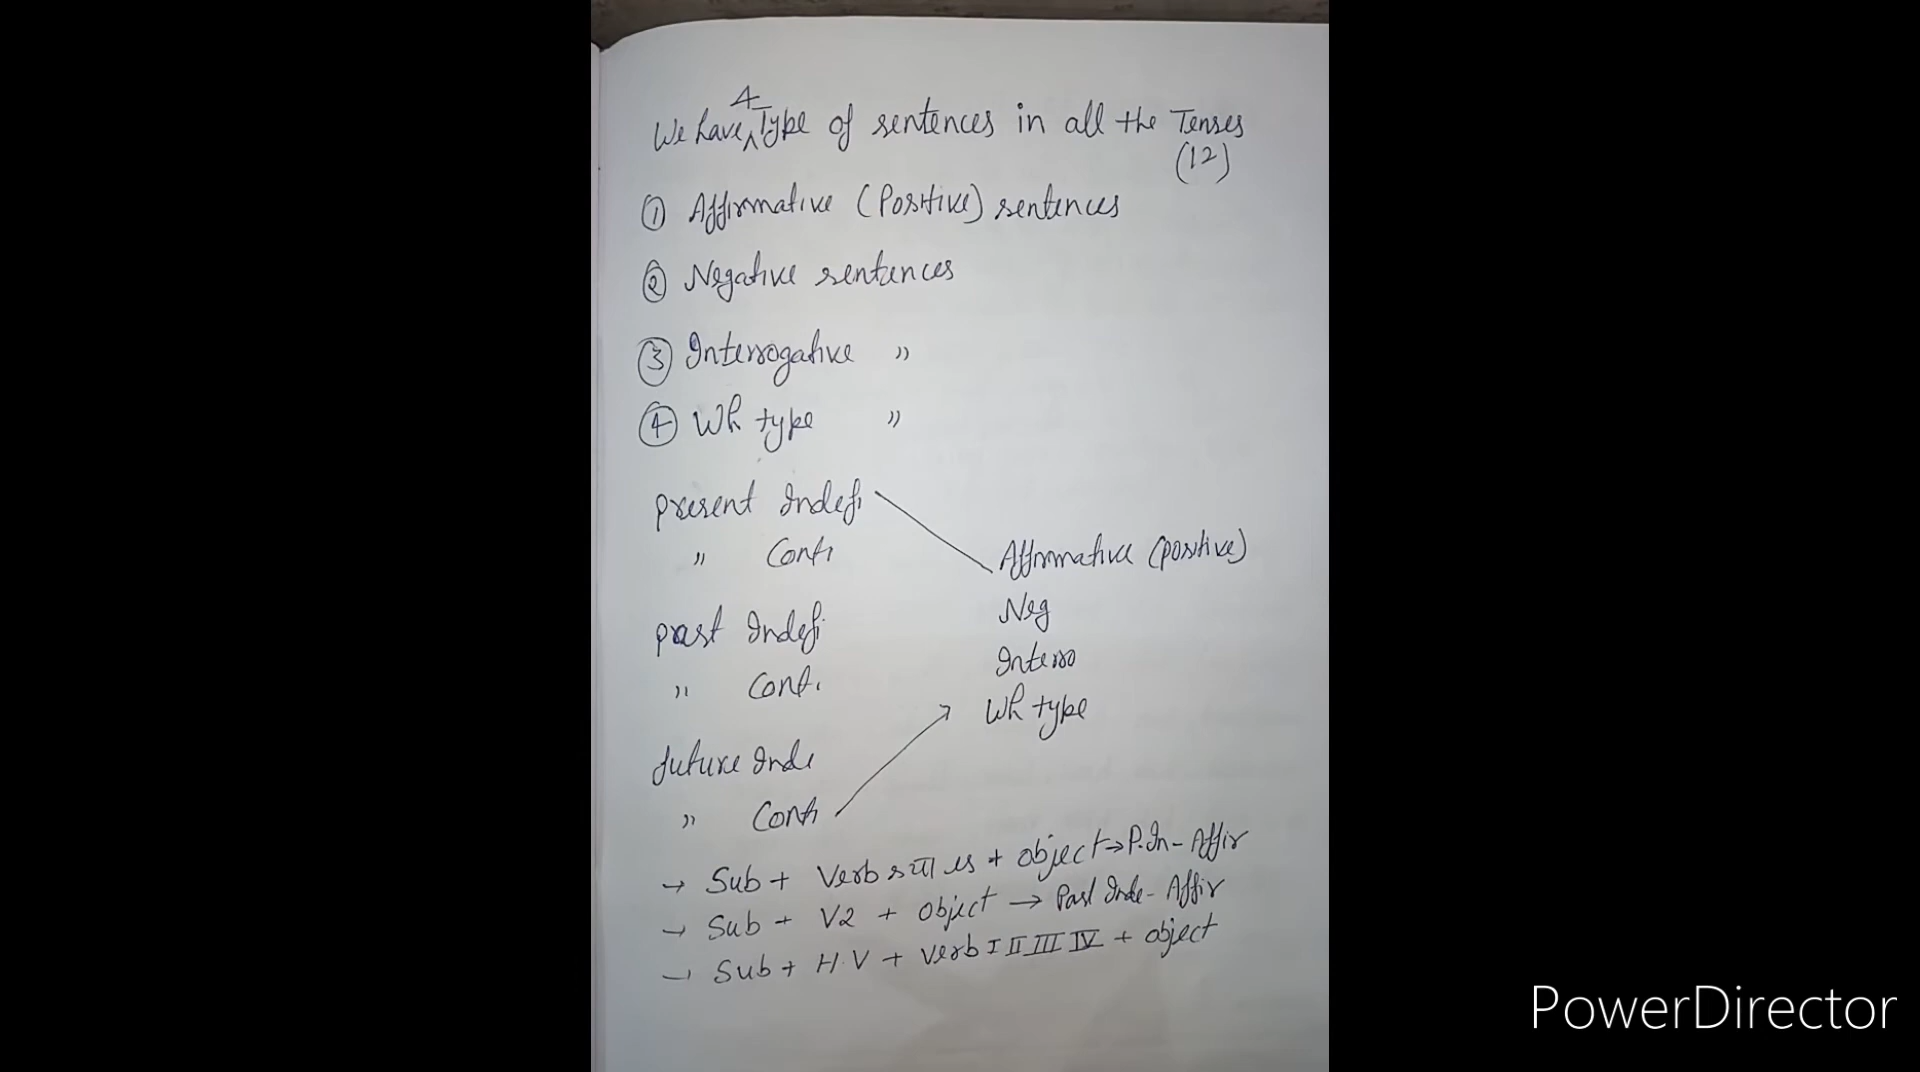 4
We have ^ Type of sentences in all the Tenses
(12)
① Affirmative (Positive) sentences
② Negative sentences
③ Interrogative "
④ Wh type "
present Indefi
" Conti
past Indefi
" Conti
future Inde
" Conti
Affirmative (positive)
Neg
Interro
Wh type
→ Sub + Verb s es + object → P.In - Affir
→ Sub + V2 + object → Past Inde - Affir
→ Sub + H.V + verb I II III IV + object
PowerDirector